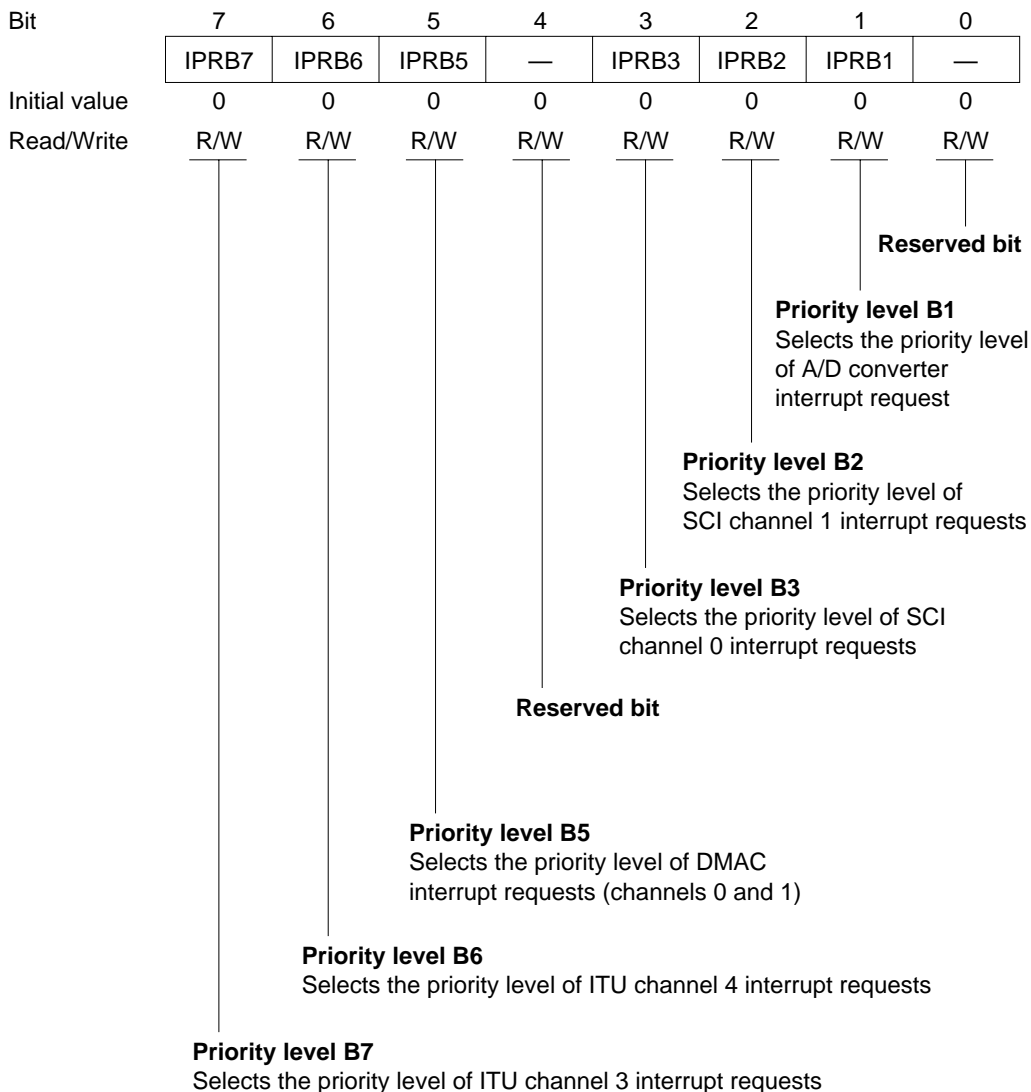 Bit 7 6 5 4 3 2 1 0
IPRB7 IPRB6 IPRB5 — IPRB3 IPRB2 IPRB1 —
Initial value 0 0 0 0 0 0 0 0
Read/Write R/W R/W R/W R/W R/W R/W R/W R/W
Reserved bit
Priority level B1
Selects the priority level
of A/D converter
interrupt request
Priority level B2
Selects the priority level of
SCI channel 1 interrupt requests
Priority level B3
Selects the priority level of SCI
channel 0 interrupt requests
Reserved bit
Priority level B5
Selects the priority level of DMAC
interrupt requests (channels 0 and 1)
Priority level B6
Selects the priority level of ITU channel 4 interrupt requests
Priority level B7
Selects the priority level of ITU channel 3 interrupt requests